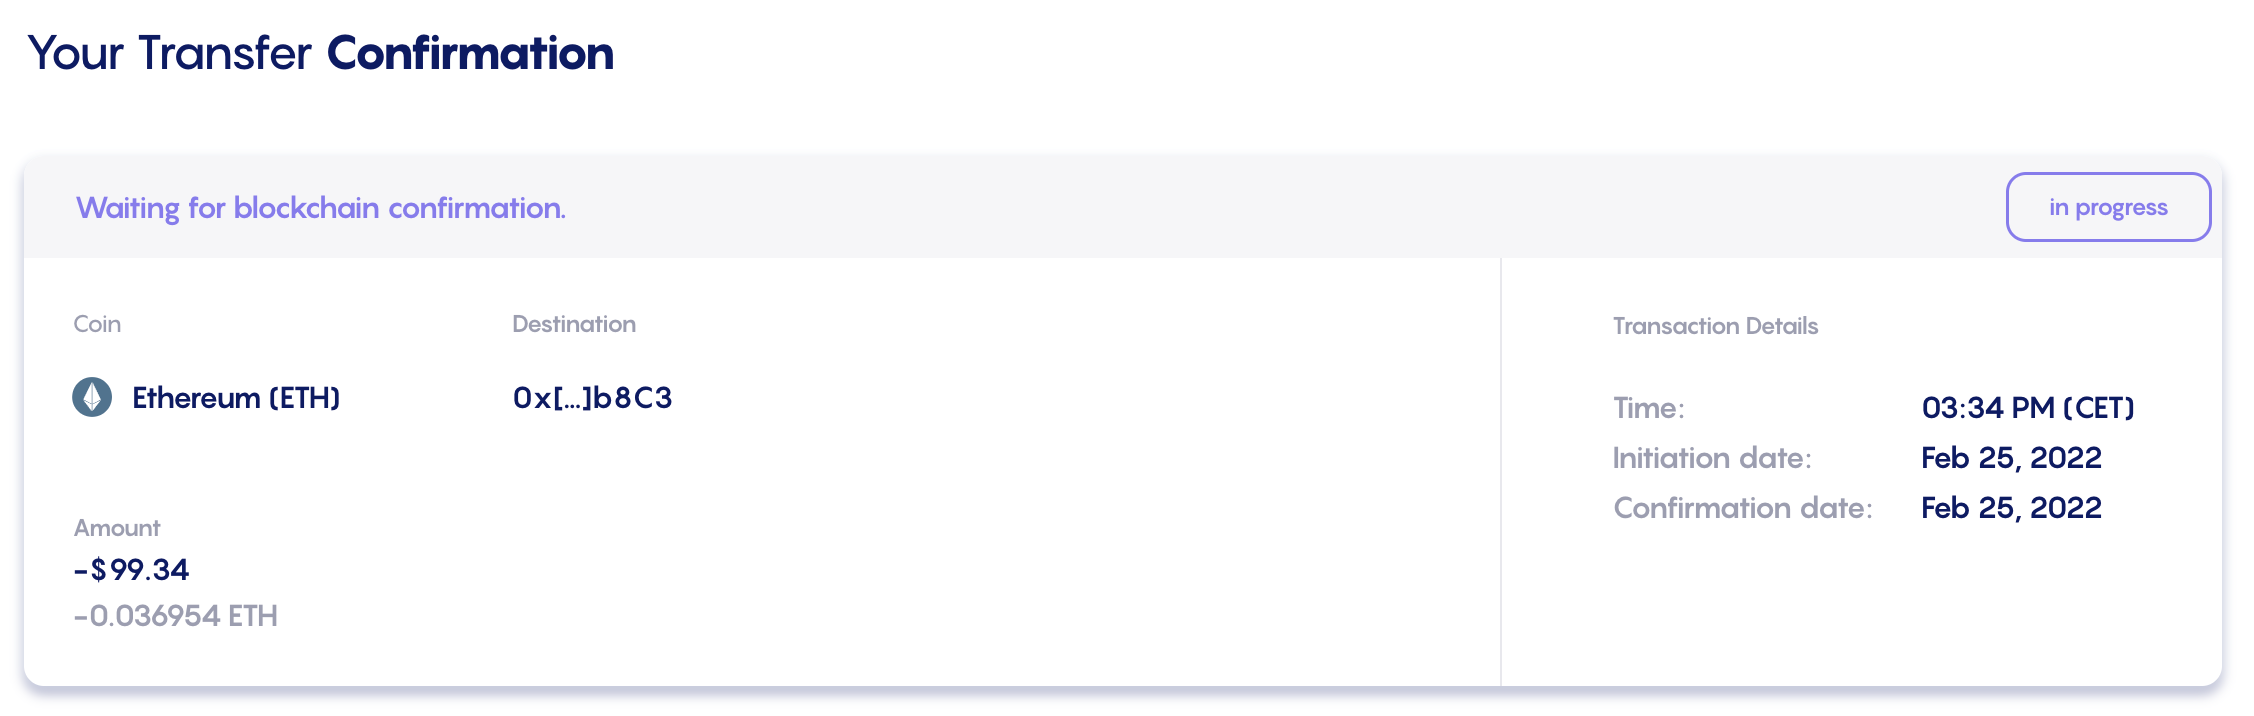 Your Transfer Confirmation
Waiting for blockchain confirmation.
in progress
Coin
Destination
Ethereum (ETH)
0x[...]b8C3
Amount
-$99.34
-0.036954 ETH
Transaction Details
Time: 03:34 PM (CET)
Initiation date: Feb 25, 2022
Confirmation date: Feb 25, 2022